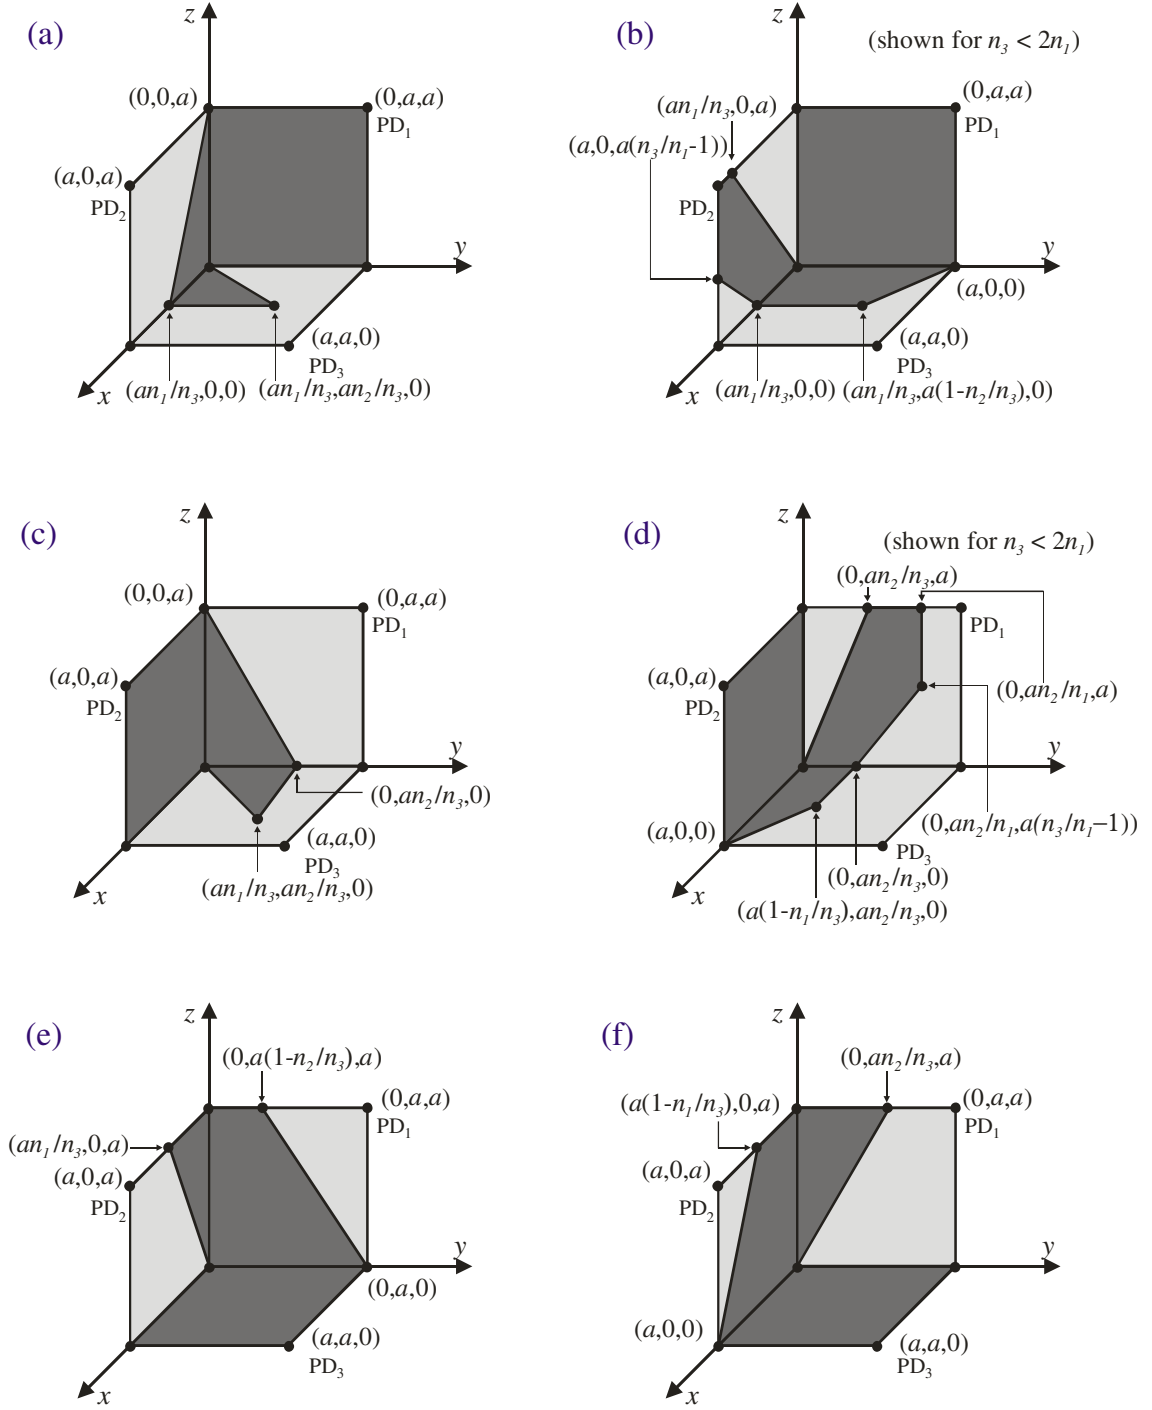 (a)
z
(0,0,a)
(0,a,a)
PD₁
(a,0,a)
PD₂
y
(a,a,0)
PD₃
x
(an₁/n₃,0,0)
(an₁/n₃,an₂/n₃,0)
(b)
z
(shown for n₃ < 2n₁)
(an₁/n₃,0,a)
(0,a,a)
PD₁
(a,0,a(n₃/n₁-1))
PD₂
y
(a,0,0)
(a,a,0)
PD₃
x
(an₁/n₃,0,0)
(an₁/n₃,a(1-n₂/n₃),0)
(c)
z
(0,0,a)
(0,a,a)
PD₁
(a,0,a)
PD₂
y
(0,an₂/n₃,0)
(a,a,0)
PD₃
x
(an₁/n₃,an₂/n₃,0)
(d)
z
(shown for n₃ < 2n₁)
(0,an₂/n₃,a)
PD₁
(a,0,a)
PD₂
(0,an₂/n₁,a)
y
(a,0,0)
(0,an₂/n₁,a(n₃/n₁–1))
PD₃
x
(0,an₂/n₃,0)
(a(1-n₁/n₃),an₂/n₃,0)
(e)
z
(0,a(1-n₂/n₃),a)
(0,a,a)
PD₁
(an₁/n₃,0,a)
(a,0,a)
PD₂
y
(0,a,0)
(a,a,0)
PD₃
x
(f)
z
(0,an₂/n₃,a)
(a(1-n₁/n₃),0,a)
(0,a,a)
PD₁
(a,0,a)
PD₂
y
(a,0,0)
(a,a,0)
PD₃
x